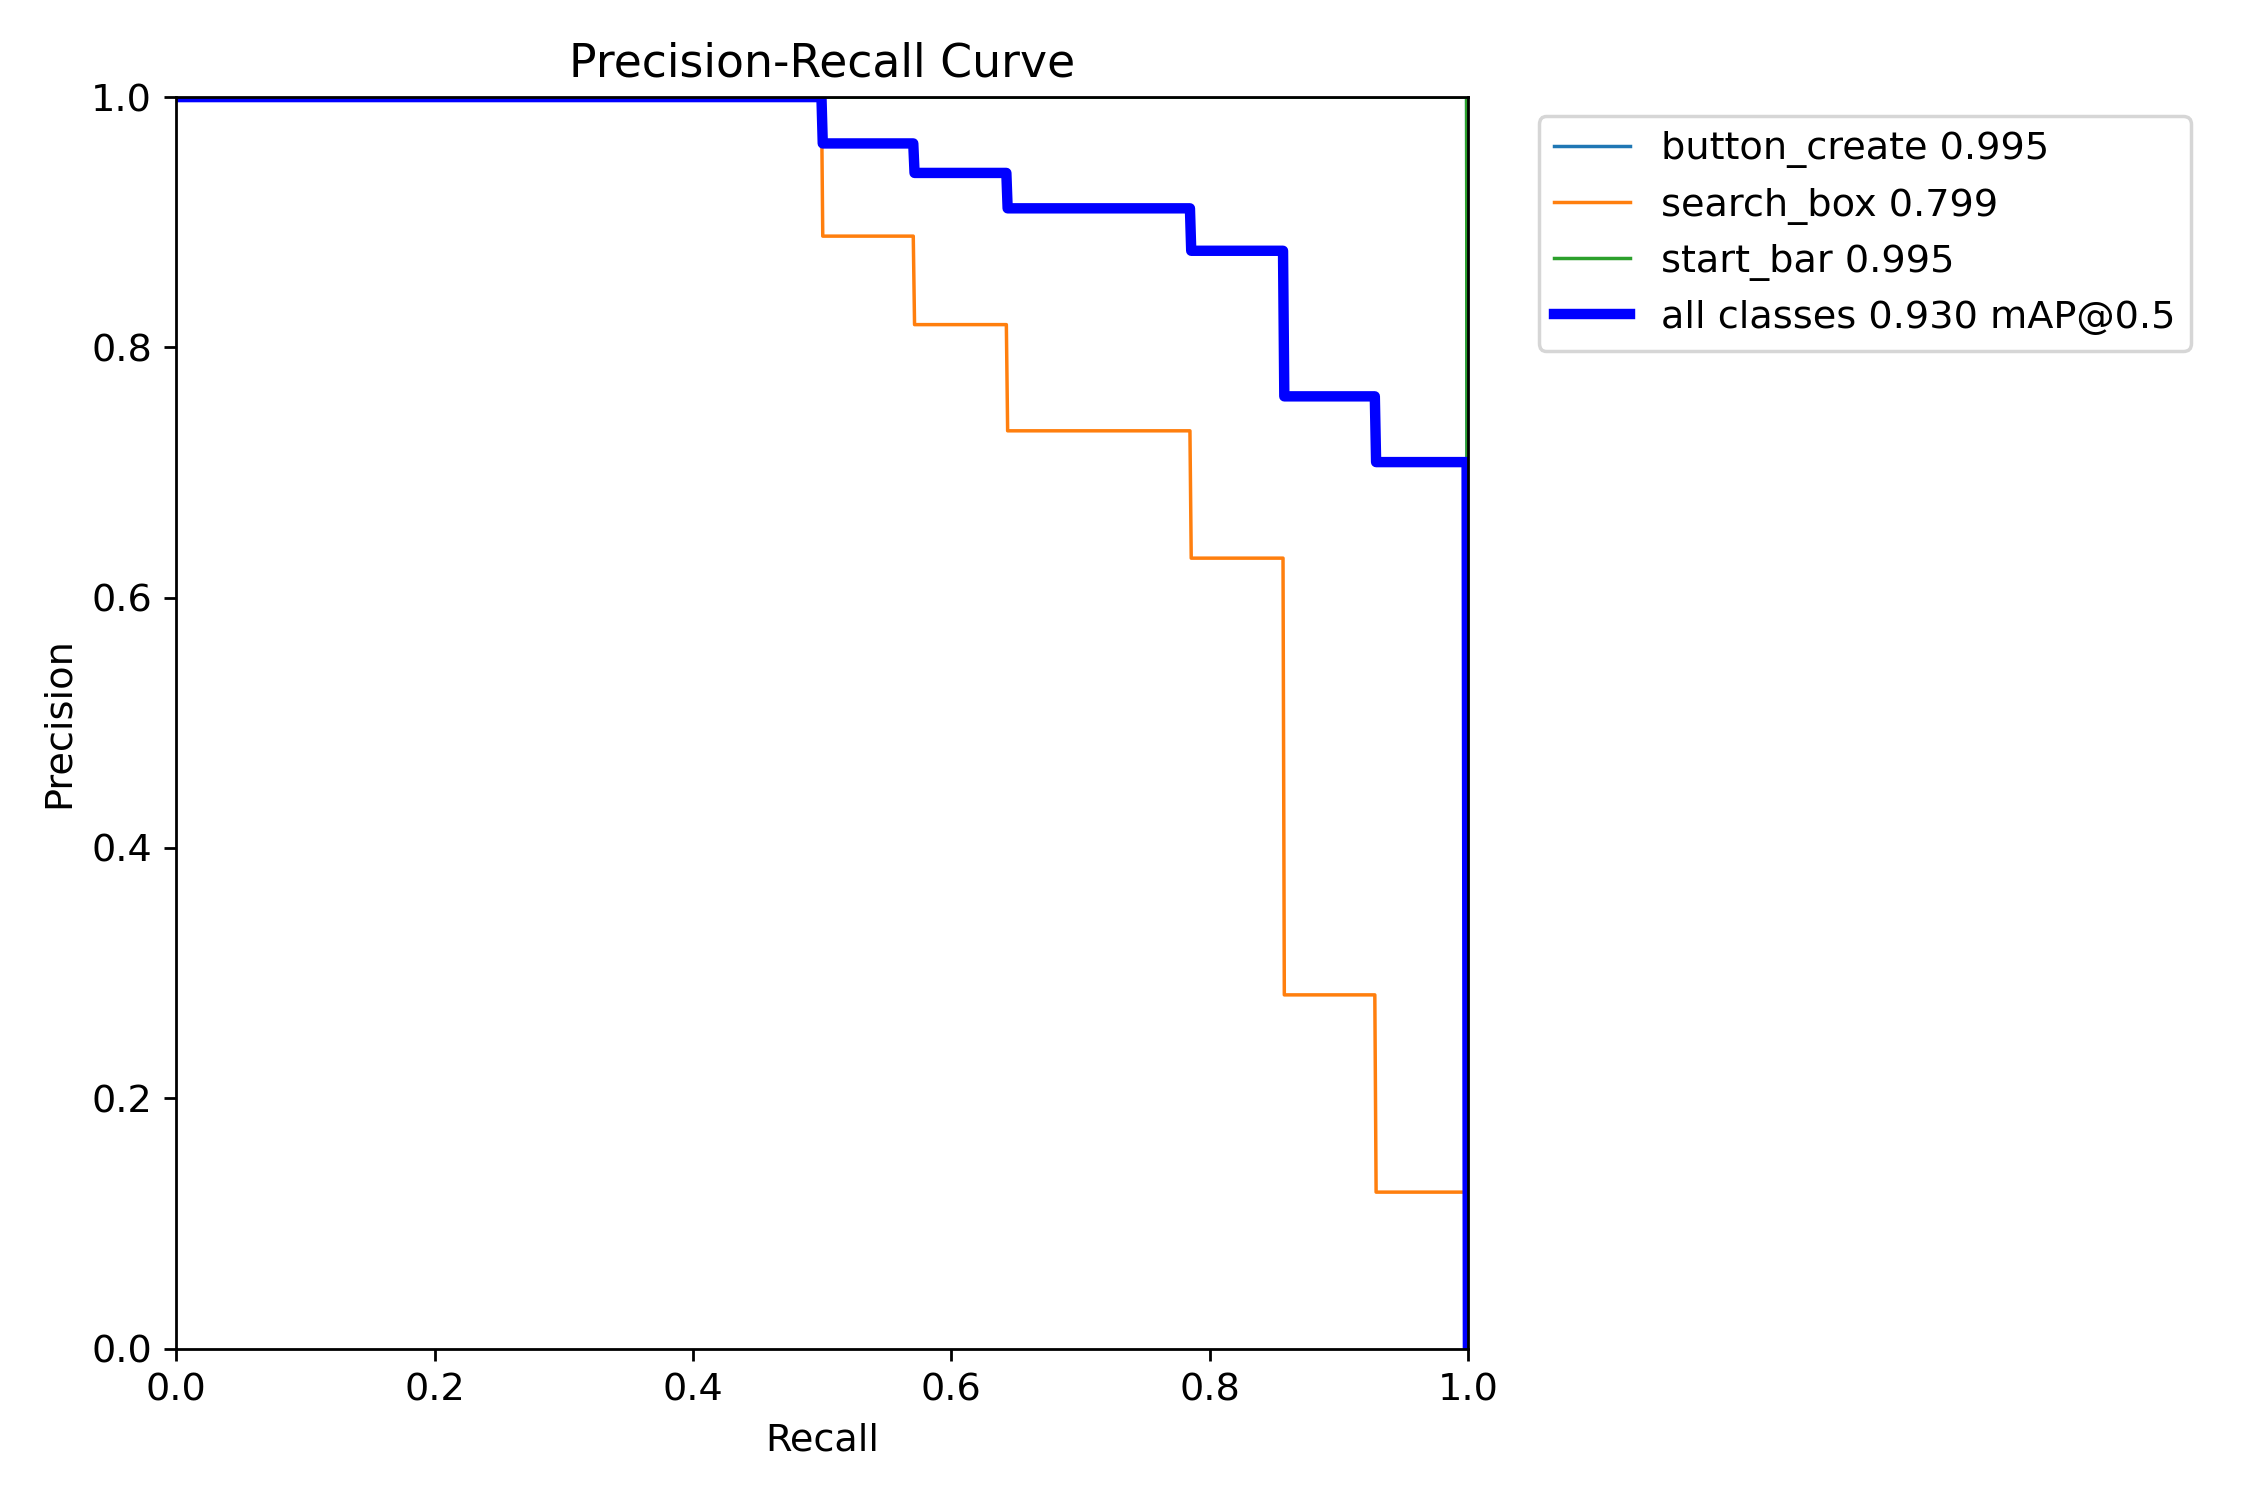 Precision-Recall Curve
1.0
0.8
0.6
0.4
0.2
0.0
Precision
0.0 0.2 0.4 0.6 0.8 1.0
Recall
button_create 0.995
search_box 0.799
start_bar 0.995
all classes 0.930 mAP@0.5